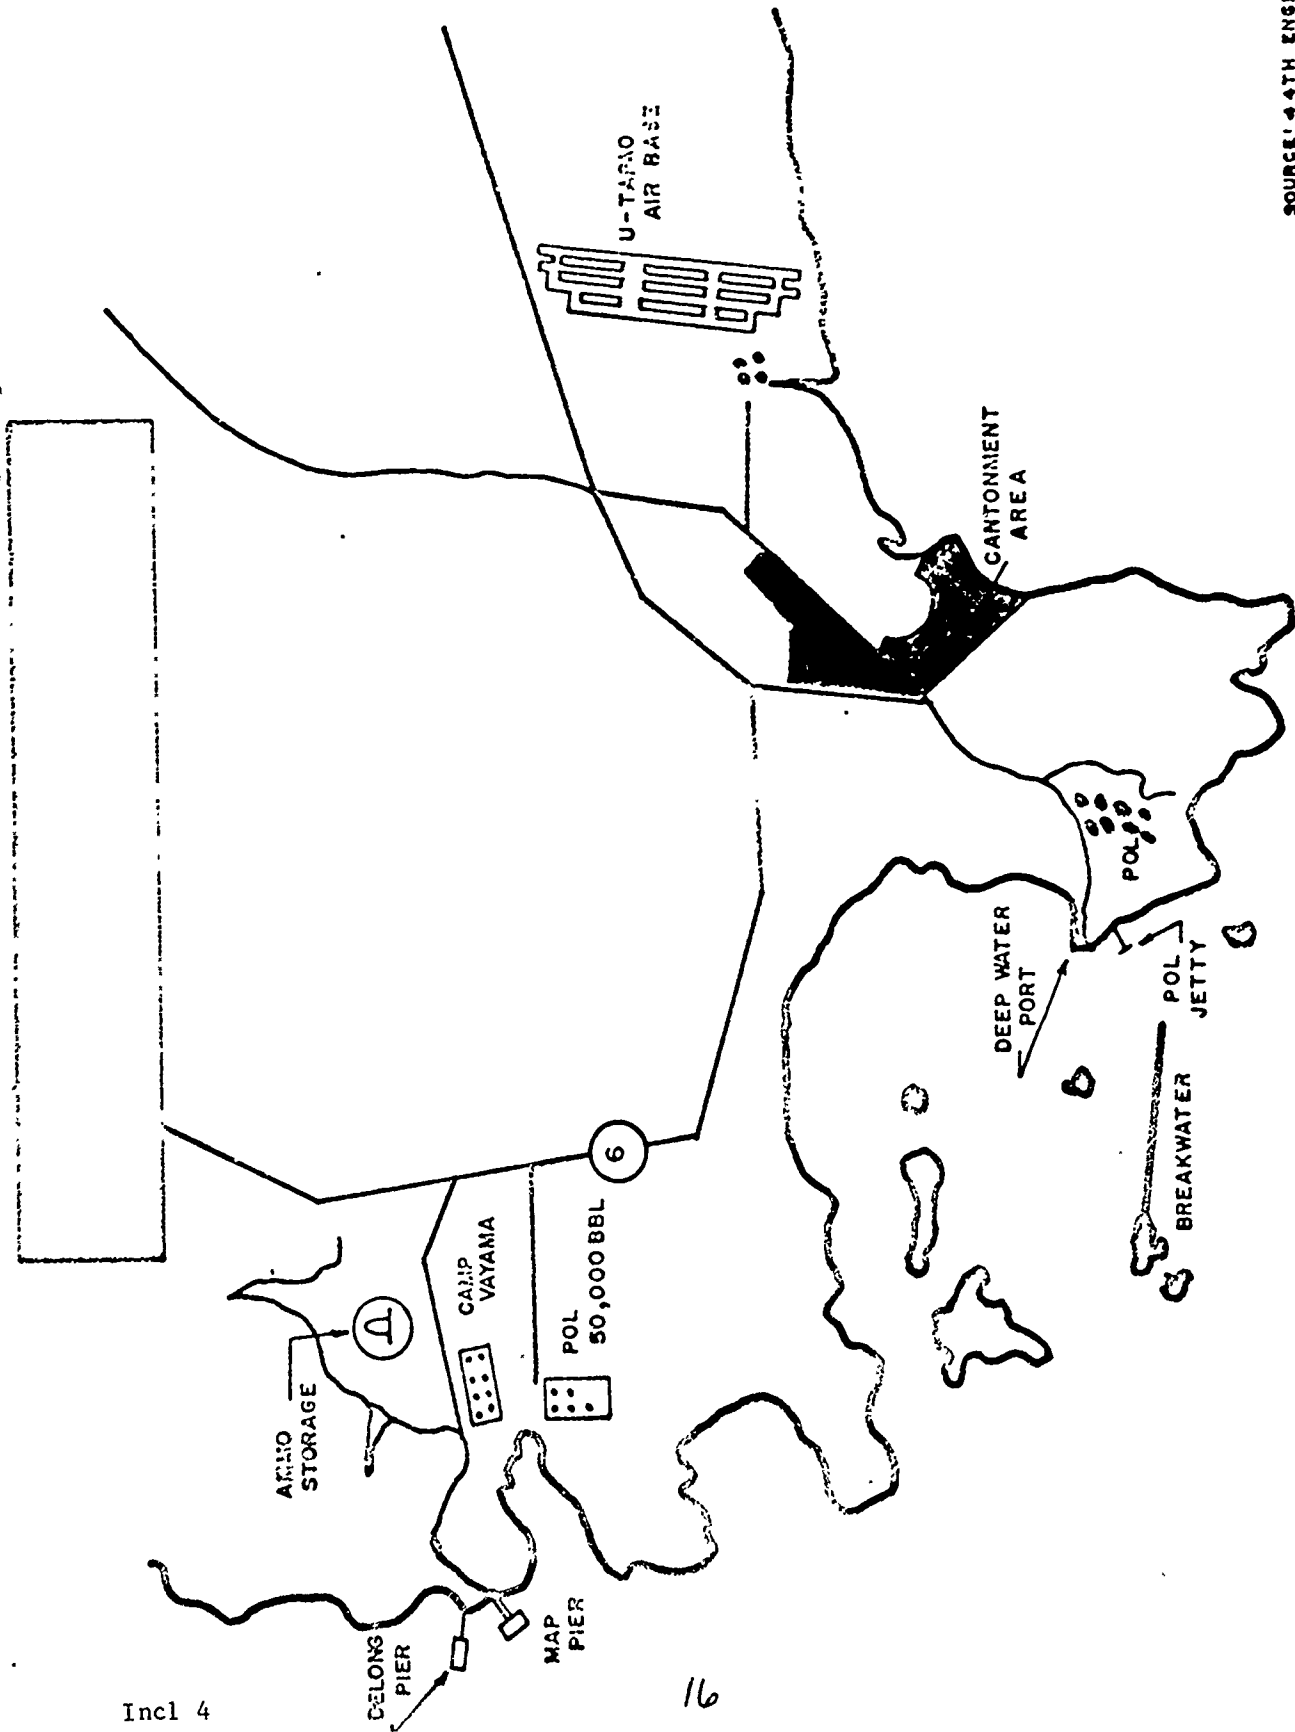 U-TAPAO
AIR BASE
CANTONMENT
AREA
POL
DEEP WATER
PORT
POL
JETTY
BREAKWATER
6
CAMP
VAYAMA
POL
50,000 BBL
AMMO
STORAGE
DELONG
PIER
MAP
PIER
SOURCE: 44TH
Incl 4
16